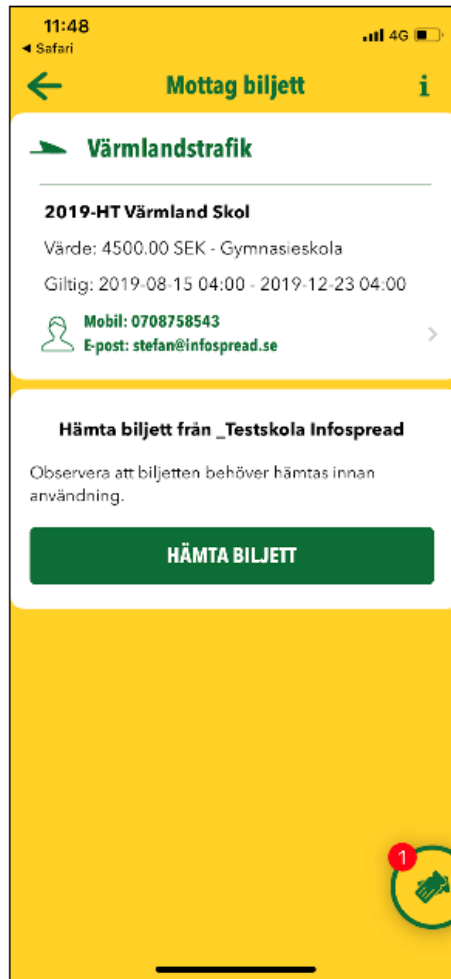 11:48
4G
◀ Safari
Mottag biljett
i
Värmlandstrafik
2019-HT Värmland Skol
Värde: 4500.00 SEK - Gymnasieskola
Giltig: 2019-08-15 04:00 - 2019-12-23 04:00
Mobil: 0708758543
E-post: stefan@infospread.se
Hämta biljett från _Testskola Infospread
Observera att biljetten behöver hämtas innan
användning.
HÄMTA BILJETT
1